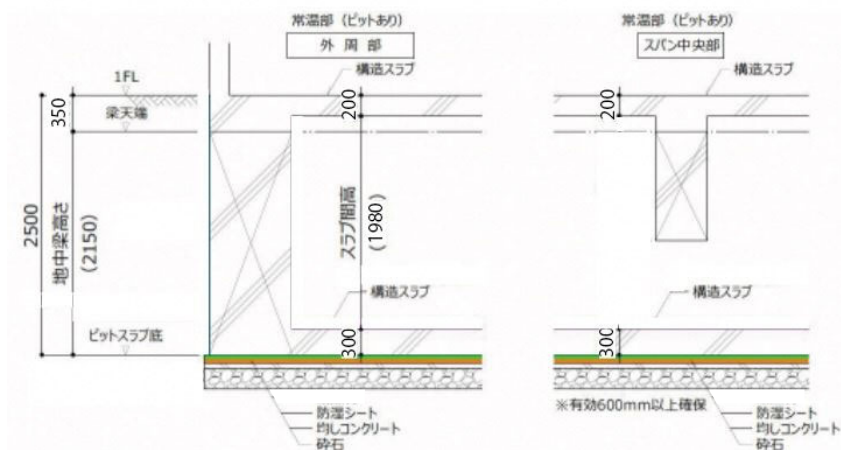 常温部（ピットあり）
外周部
構造スラブ
1FL
梁天端
350
2500
地中梁高さ
(2150)
200
スラブ間高
(1980)
構造スラブ
ピットスラブ底
300
防湿シート
均しコンクリート
砕石
常温部（ピットあり）
スパン中央部
構造スラブ
200
構造スラブ
300
※有効600mm以上確保
防湿シート
均しコンクリート
砕石